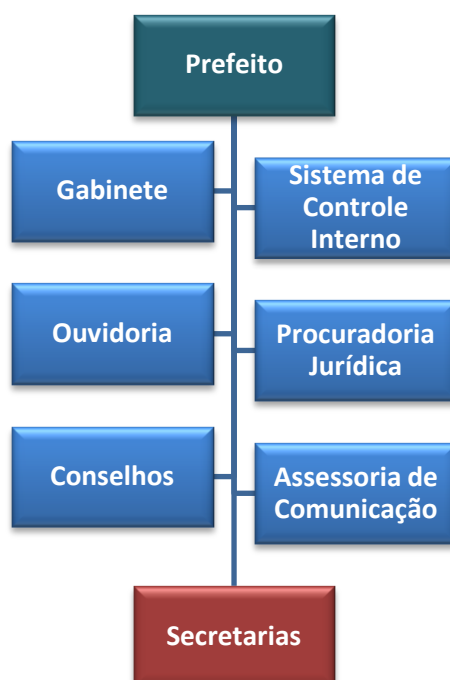 Prefeito
Gabinete
Sistema de
Controle
Interno
Ouvidoria
Procuradoria
Jurídica
Conselhos
Assessoria de
Comunicação
Secretarias